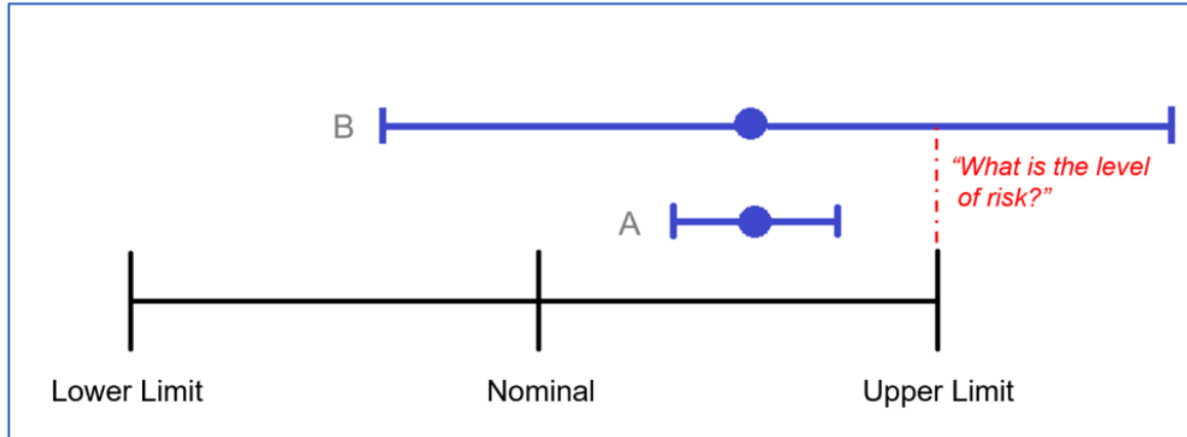 B
“What is the level
of risk?”
A
Lower Limit
Nominal
Upper Limit